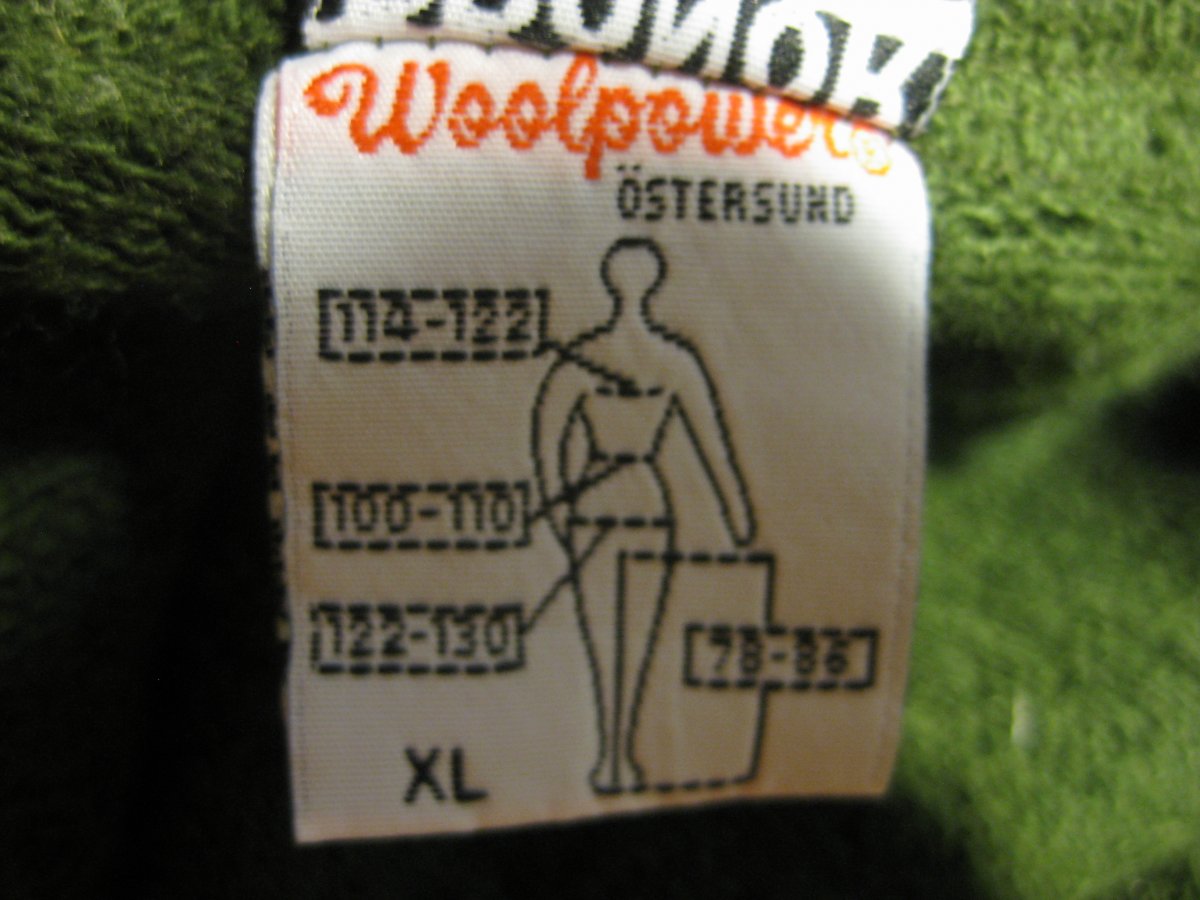 Woolpower®
ÖSTERSUND
114-122
100-110
122-130
78-86
XL